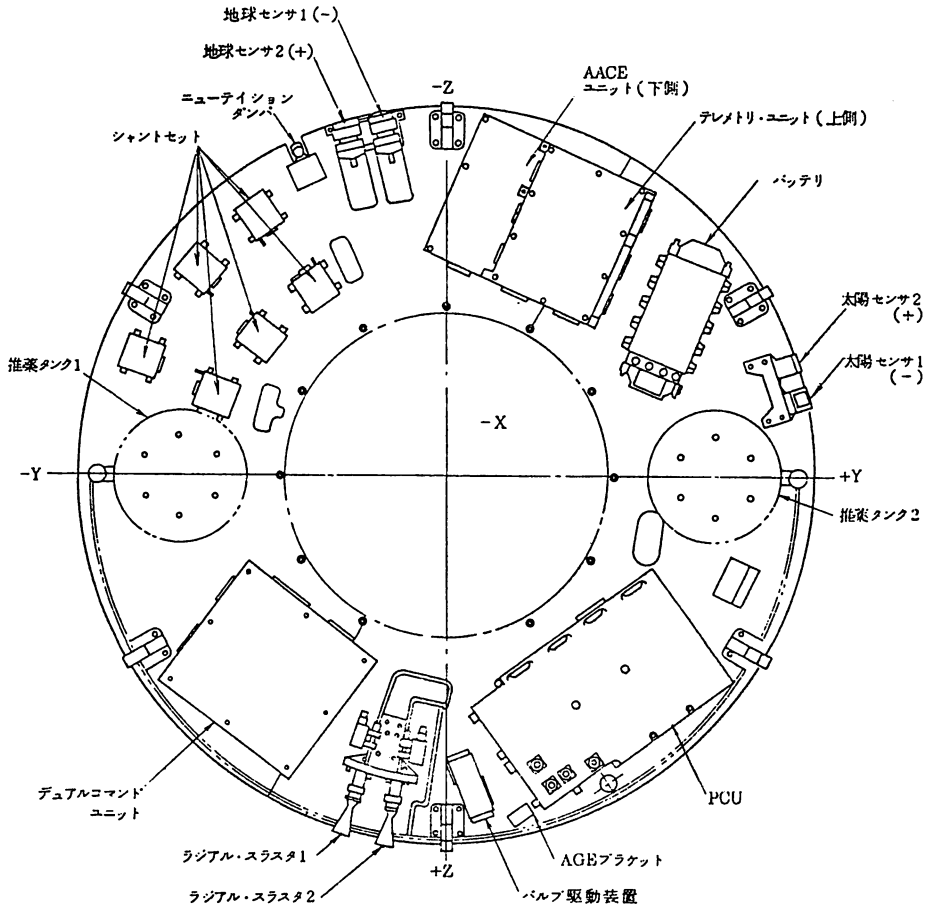 地球センサ1(-)
地球センサ2(+)
ニューテイション
ダンパ
シャントセット
-Z
AACE
ユニット(下側)
テレメトリ・ユニット(上側)
バッテリ
太陽センサ2
(+)
太陽センサ1
(-)
推薬タンク1
-X
-Y
+Y
推薬タンク2
デュアルコマンド
ユニット
PCU
ラジアル・スラスタ1
+Z
AGEブラケット
ラジアル・スラスタ2
バルブ駆動装置